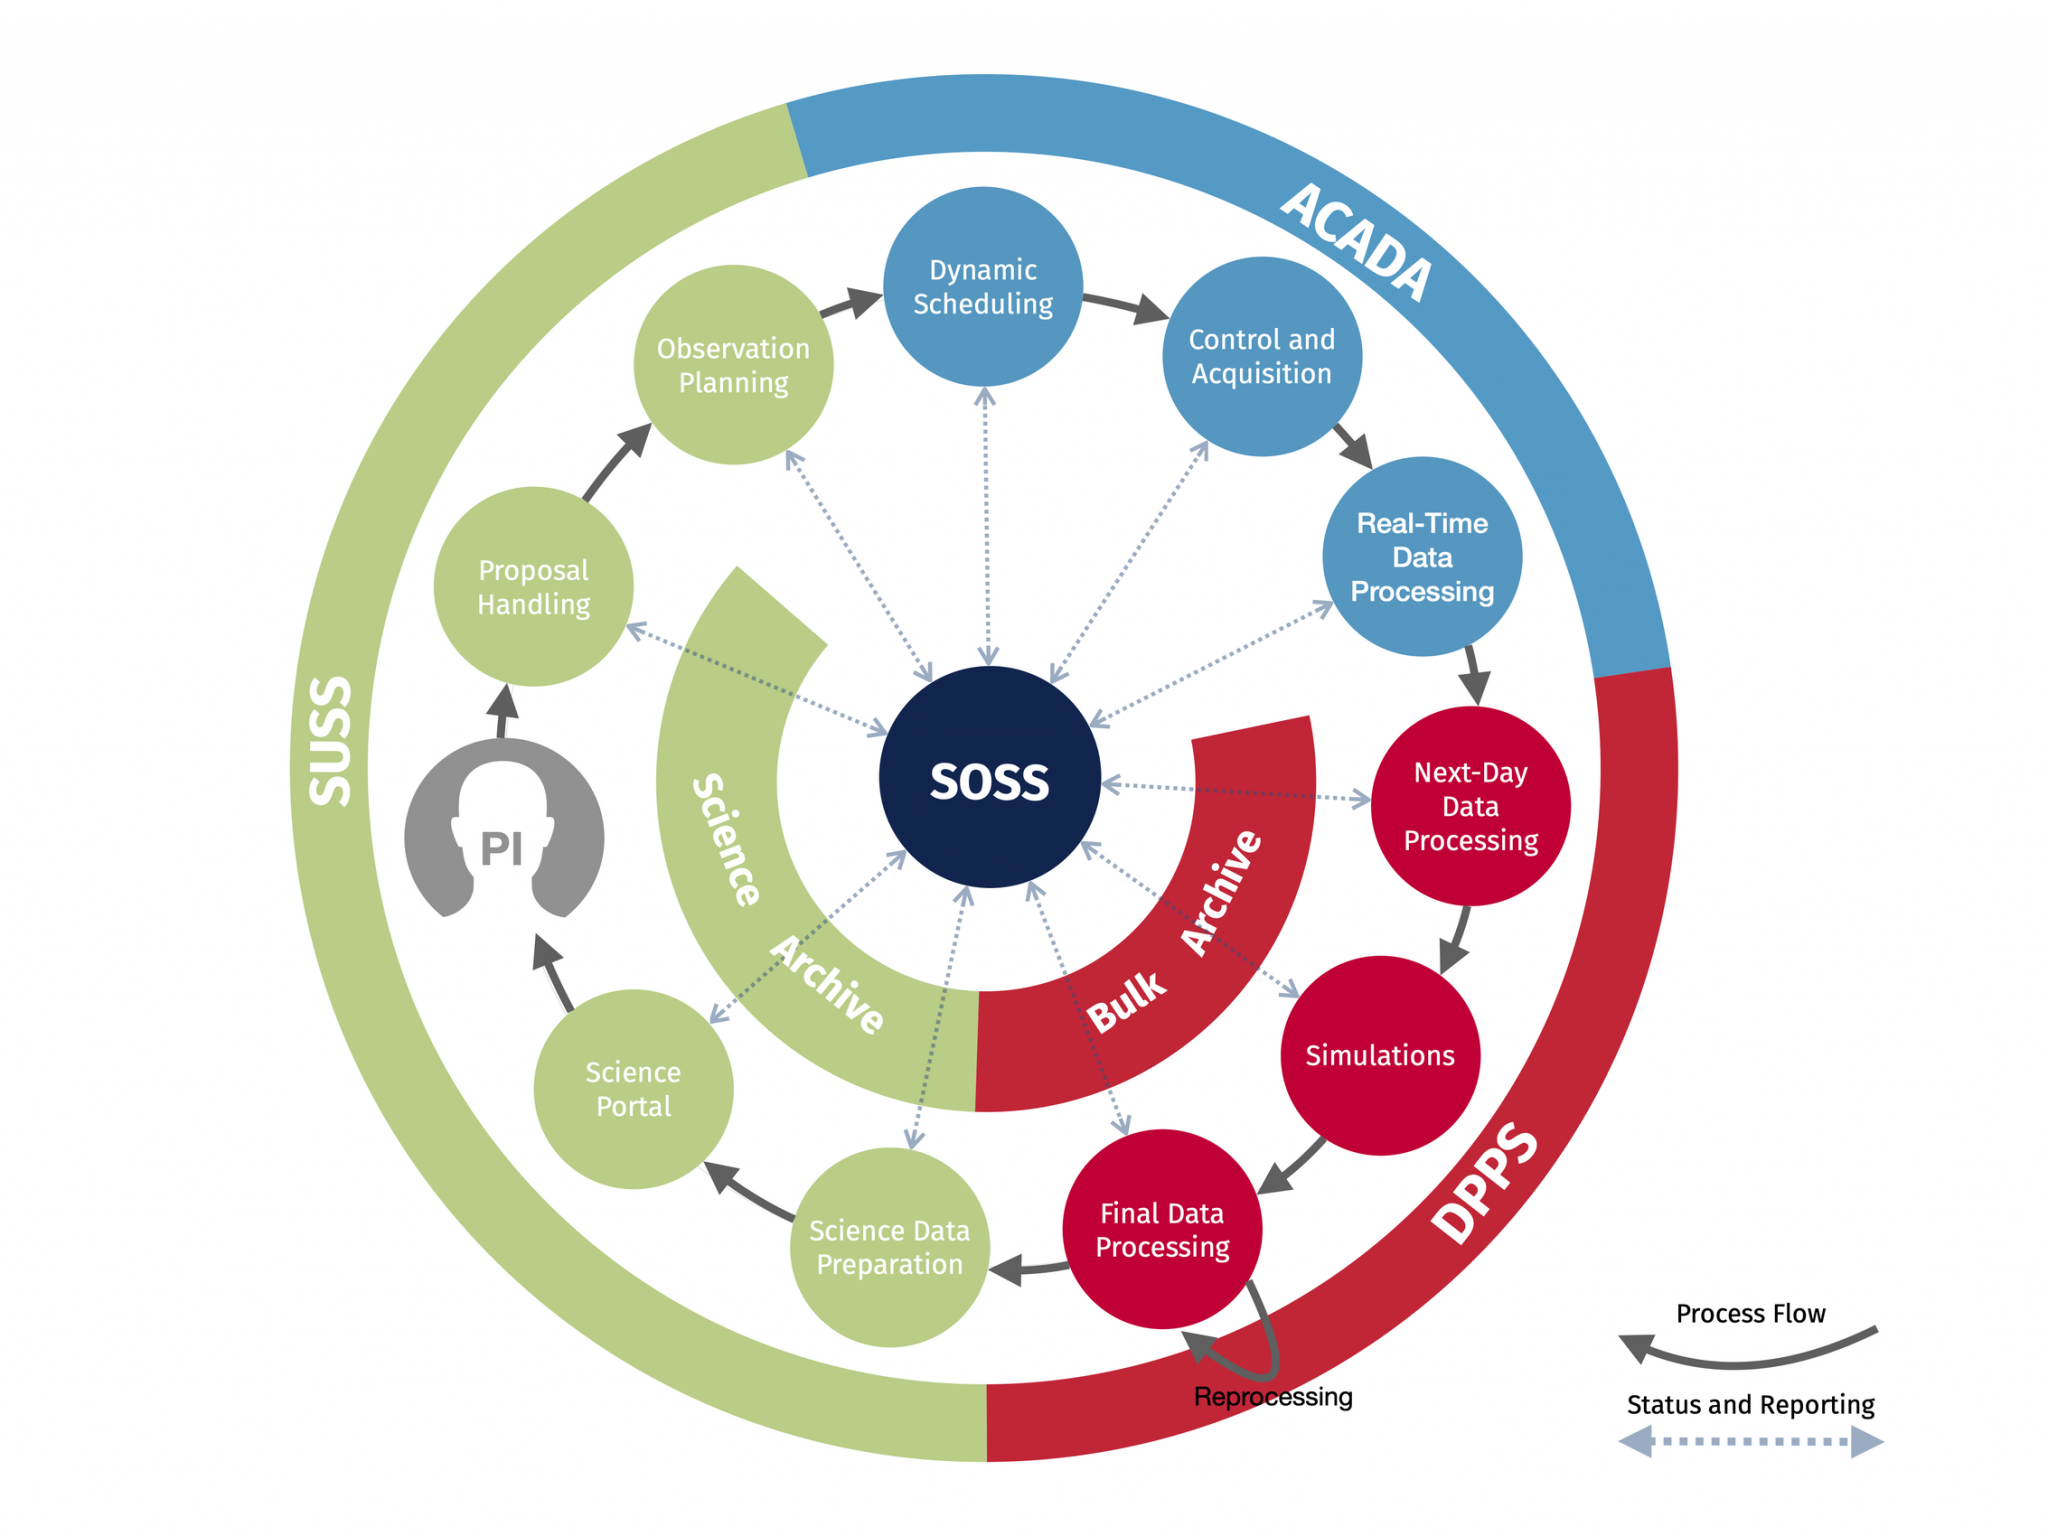 ACADA
Dynamic
Scheduling
Control and
Acquisition
Observation
Planning
Real-Time
Data
Processing
Proposal
Handling
SUSS
SOSS
Next-Day
Data
Processing
PI
Science
Archive
Bulk
Archive
Simulations
Science
Portal
DPPS
Final Data
Processing
Science Data
Preparation
Reprocessing
Process Flow
Status and Reporting